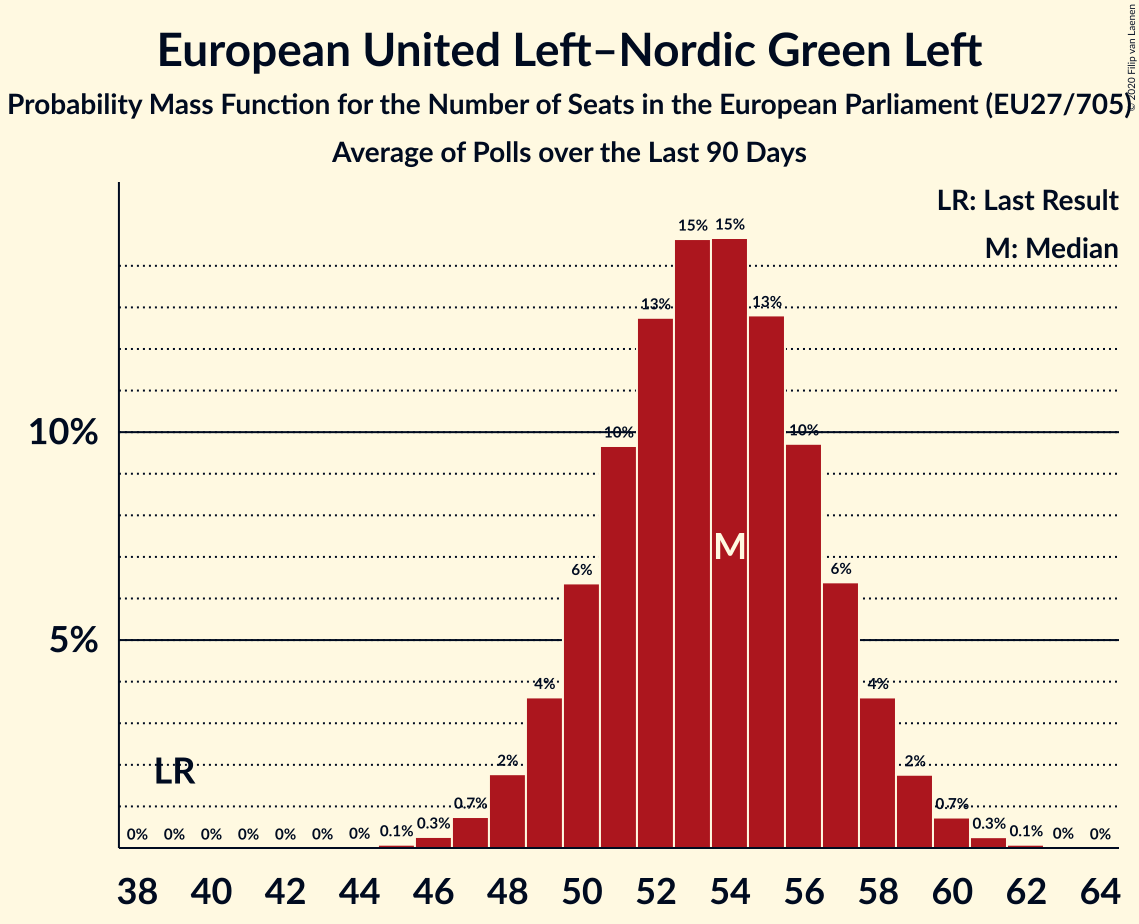 European United Left–Nordic Green Left
Probability Mass Function for the Number of Seats in the European Parliament (EU27/705)
Average of Polls over the Last 90 Days
© 2020 Filip van Laenen
LR: Last Result
M: Median
10%
5%
LR
M
0% 0% 0% 0% 0% 0% 0% 0.1% 0.3% 0.7% 2% 4% 6% 10% 13% 15% 15% 13% 10% 6% 4% 2% 0.7% 0.3% 0.1% 0% 0%
38 40 42 44 46 48 50 52 54 56 58 60 62 64